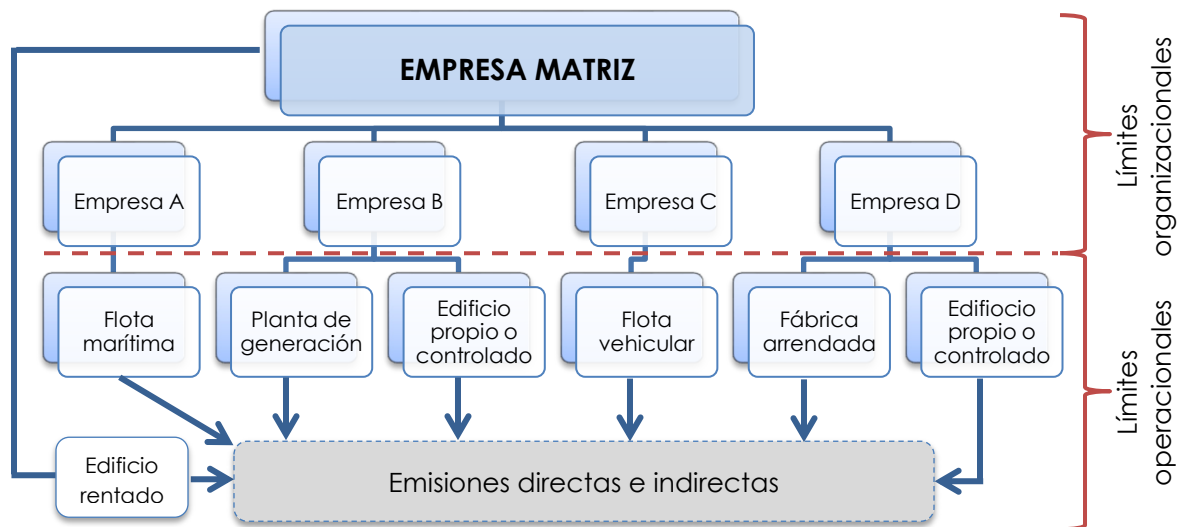 EMPRESA MATRIZ
Límites
organizacionales
Empresa A
Empresa B
Empresa C
Empresa D
Flota
marítima
Planta de
generación
Edificio
propio o
controlado
Flota
vehicular
Fábrica
arrendada
Edifiocio
propio o
controlado
Límites
operacionales
Edificio
rentado
Emisiones directas e indirectas